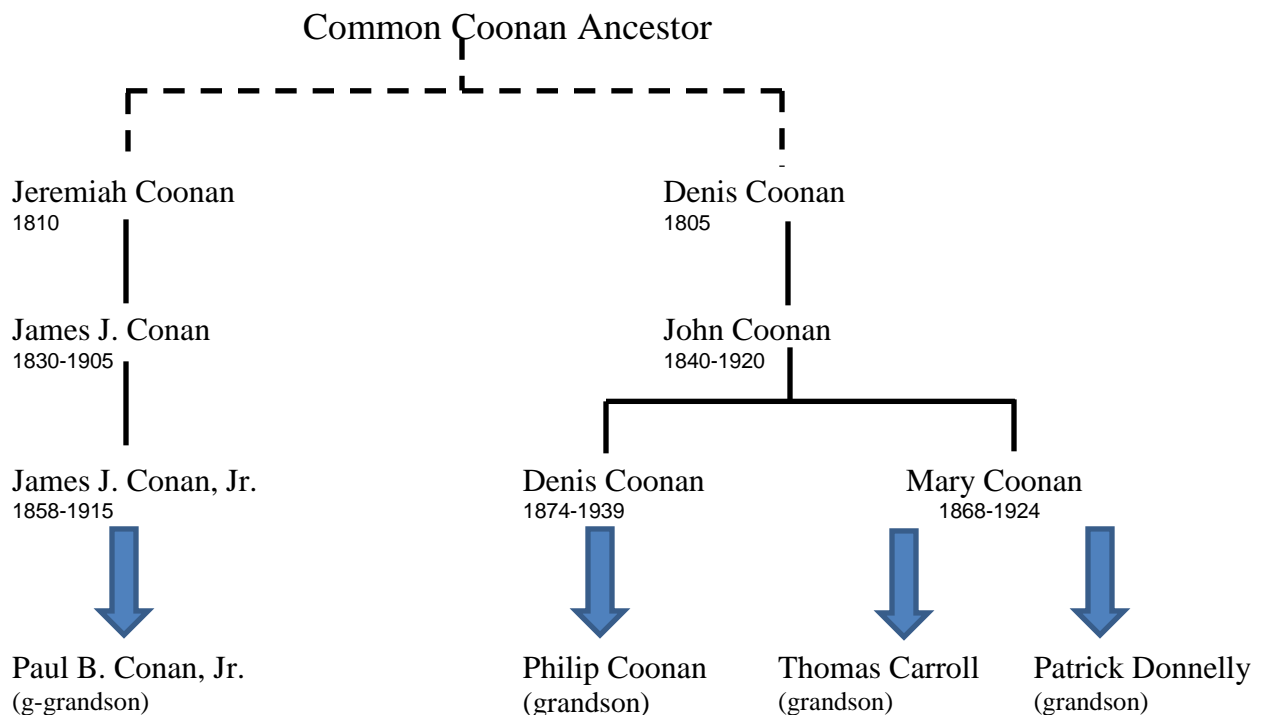 Common Coonan Ancestor
Jeremiah Coonan
1810
Denis Coonan
1805
James J. Conan
1830-1905
John Coonan
1840-1920
James J. Conan, Jr.
1858-1915
Denis Coonan
1874-1939
Mary Coonan
1868-1924
Paul B. Conan, Jr.
(g-grandson)
Philip Coonan
(grandson)
Thomas Carroll
(grandson)
Patrick Donnelly
(grandson)